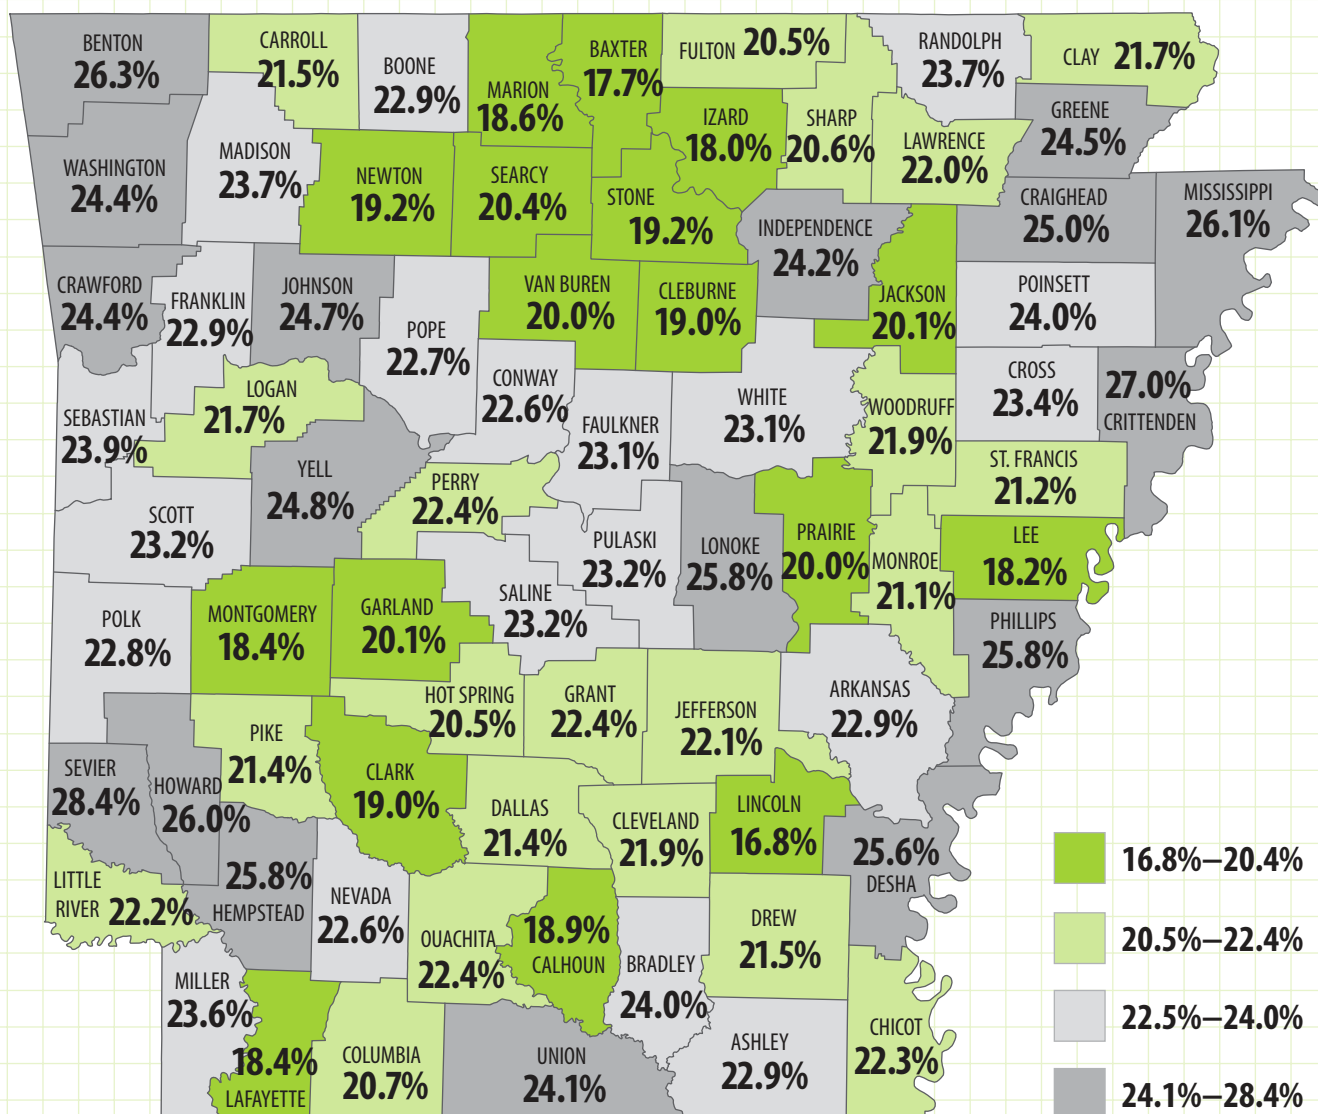 BENTON
26.3%
CARROLL
21.5%
BOONE
22.9%
MARION
18.6%
BAXTER
17.7%
FULTON 20.5%
RANDOLPH
23.7%
CLAY 21.7%
IZARD
18.0%
SHARP
20.6%
LAWRENCE
22.0%
GREENE
24.5%
WASHINGTON
24.4%
MADISON
23.7%
NEWTON
19.2%
SEARCY
20.4%
STONE
19.2%
INDEPENDENCE
24.2%
CRAIGHEAD
25.0%
MISSISSIPPI
26.1%
CRAWFORD
24.4%
FRANKLIN
22.9%
JOHNSON
24.7%
POPE
22.7%
VAN BUREN
20.0%
CLEBURNE
19.0%
JACKSON
20.1%
POINSETT
24.0%
SEBASTIAN
23.9%
LOGAN
21.7%
CONWAY
22.6%
FAULKNER
23.1%
WHITE
23.1%
WOODRUFF
21.9%
CROSS
23.4%
27.0%
CRITTENDEN
SCOTT
23.2%
YELL
24.8%
PERRY
22.4%
PULASKI
23.2%
LONOKE
25.8%
PRAIRIE
20.0%
MONROE
21.1%
ST. FRANCIS
21.2%
LEE
18.2%
POLK
22.8%
MONTGOMERY
18.4%
GARLAND
20.1%
SALINE
23.2%
PHILLIPS
25.8%
HOT SPRING
20.5%
GRANT
22.4%
JEFFERSON
22.1%
ARKANSAS
22.9%
SEVIER
28.4%
HOWARD
26.0%
PIKE
21.4%
CLARK
19.0%
DALLAS
21.4%
CLEVELAND
21.9%
LINCOLN
16.8%
25.6%
DESHA
LITTLE
RIVER 22.2%
25.8%
HEMPSTEAD
NEVADA
22.6%
OUACHITA
22.4%
18.9%
CALHOUN
BRADLEY
24.0%
DREW
21.5%
MILLER
23.6%
18.4%
LAFAYETTE
COLUMBIA
20.7%
UNION
24.1%
ASHLEY
22.9%
CHICOT
22.3%
16.8%–20.4%
20.5%–22.4%
22.5%–24.0%
24.1%–28.4%